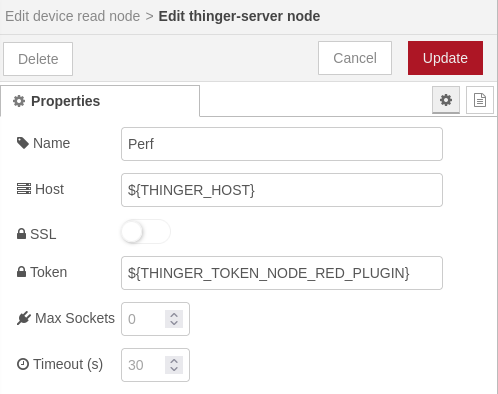 Edit device read node > Edit thinger-server node
Delete
Cancel
Update
Properties
Name
Perf
Host
${THINGER_HOST}
SSL
Token
${THINGER_TOKEN_NODE_RED_PLUGIN}
Max Sockets
0
Timeout (s)
30